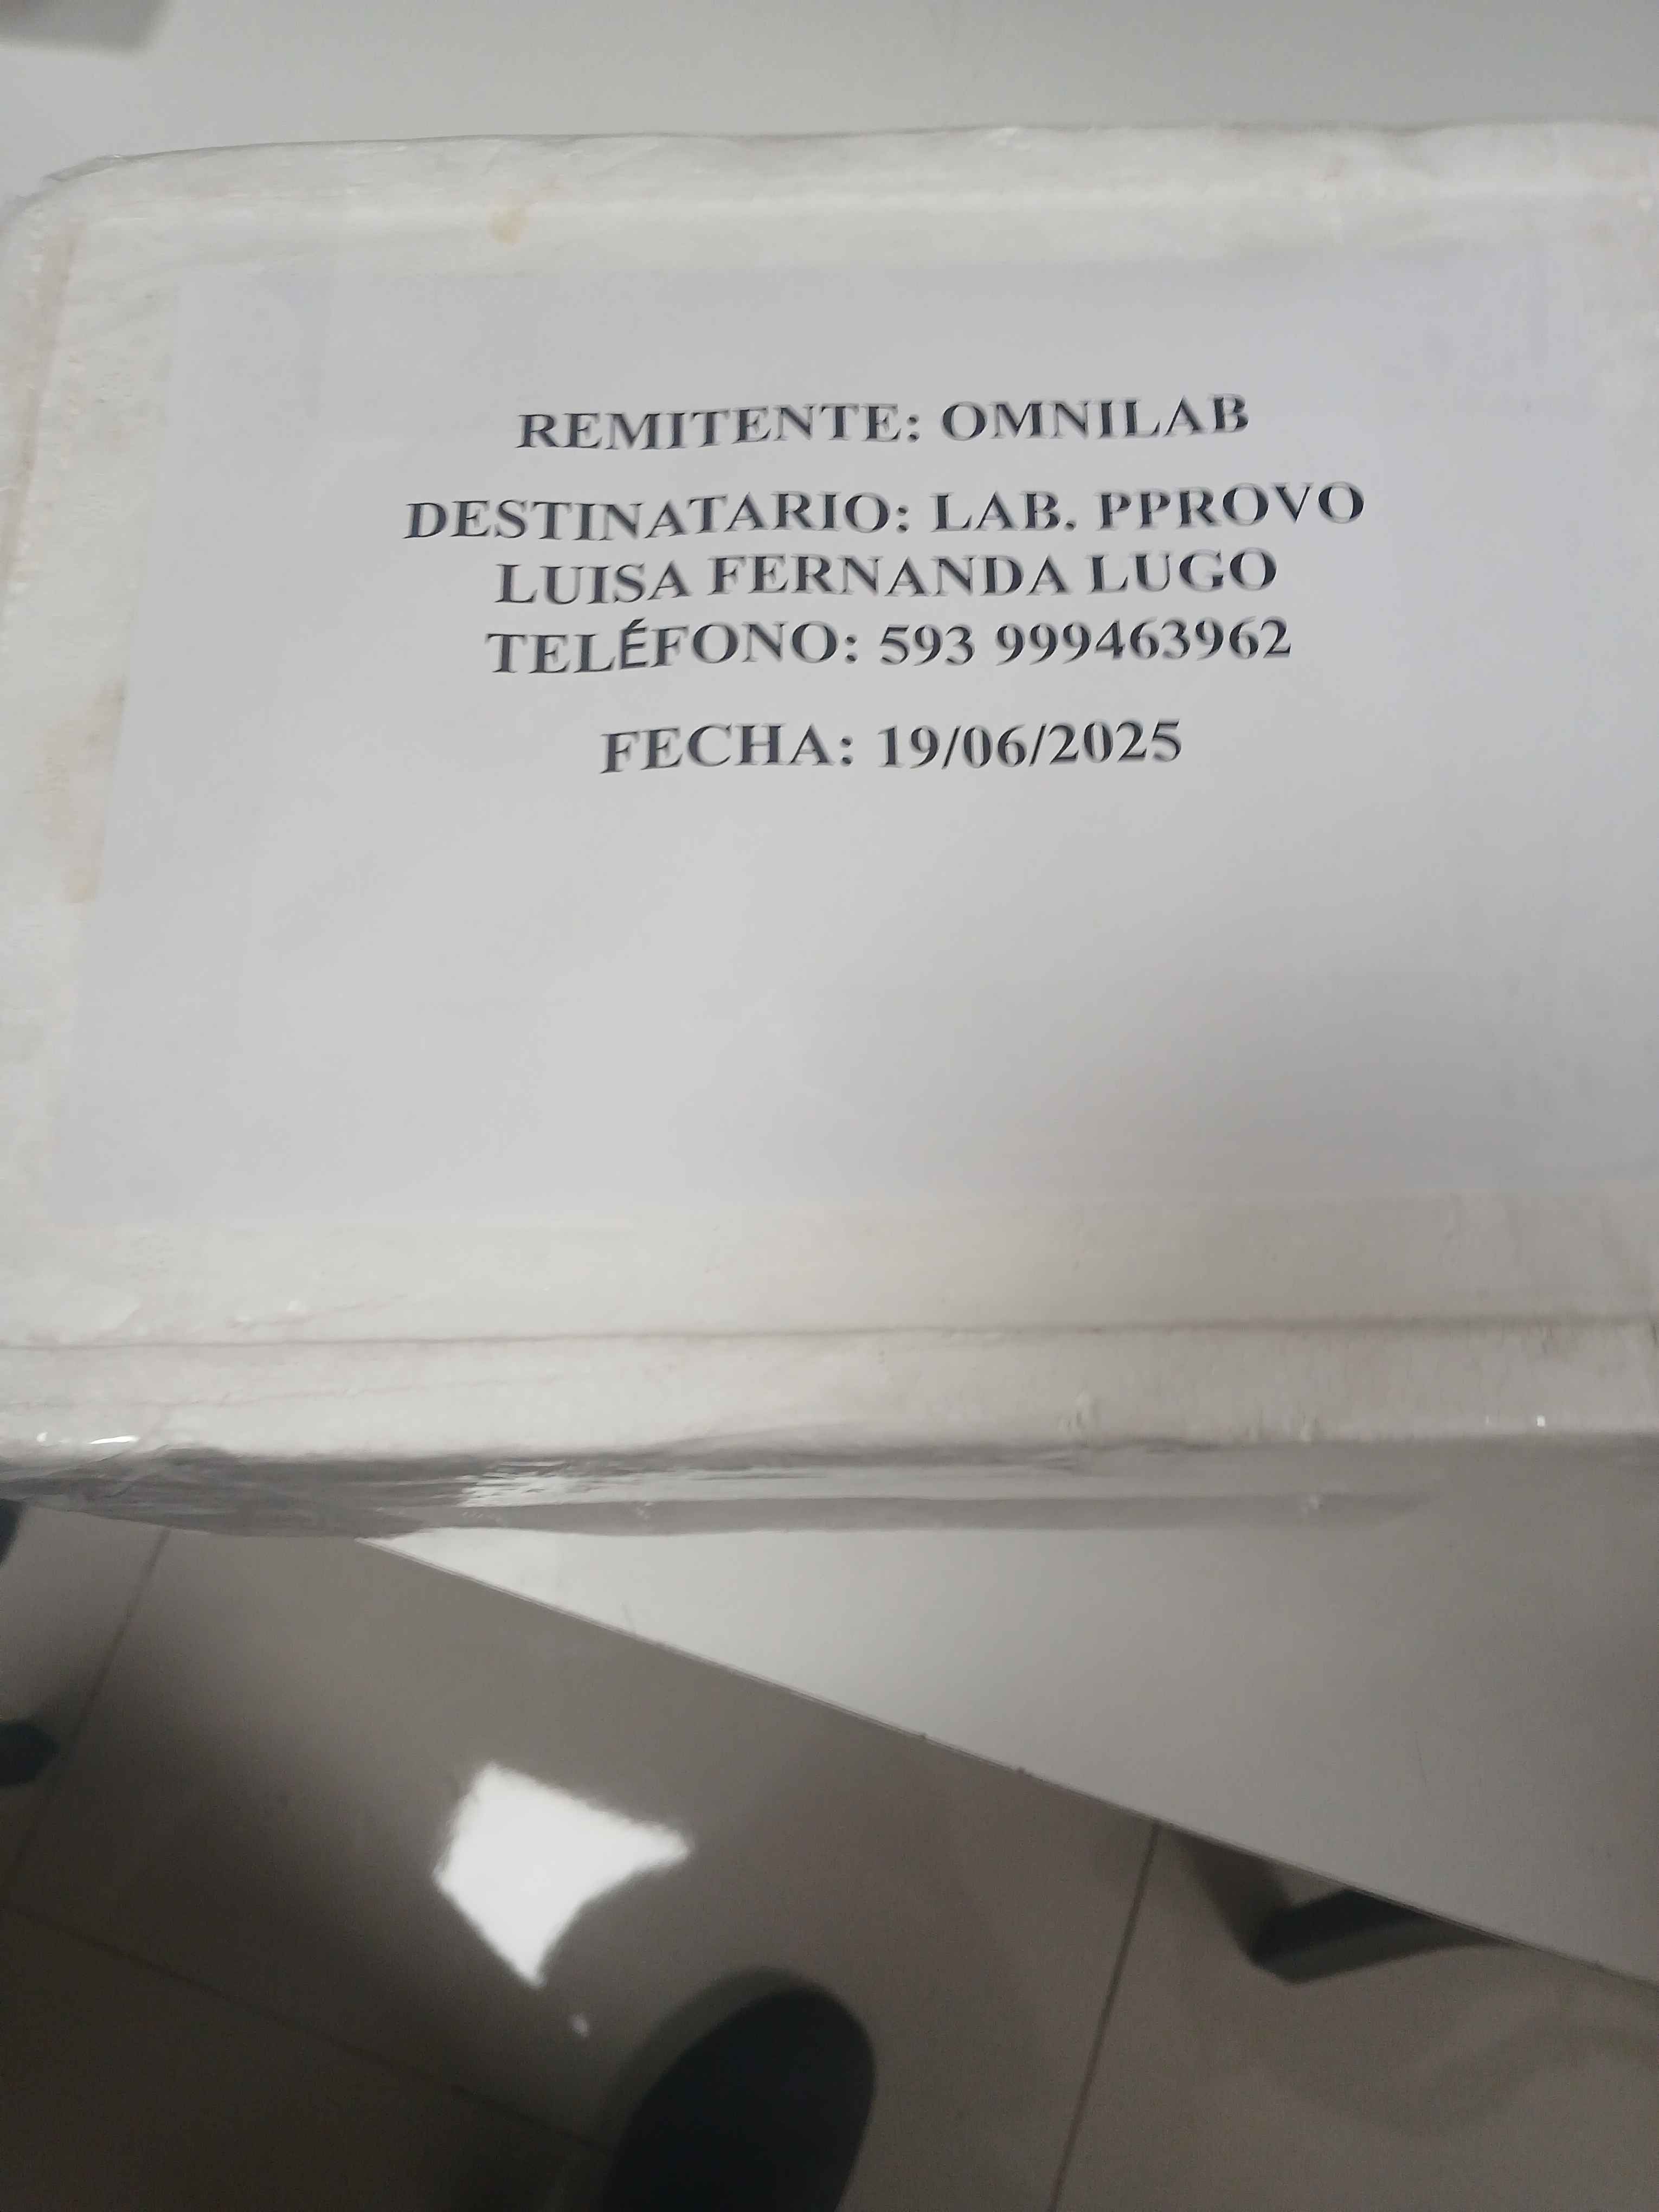 REMITENTE: OMNILAB
DESTINATARIO: LAB. PPROVO
LUISA FERNANDA LUGO
TELÉFONO: 593 999463962
FECHA: 19/06/2025